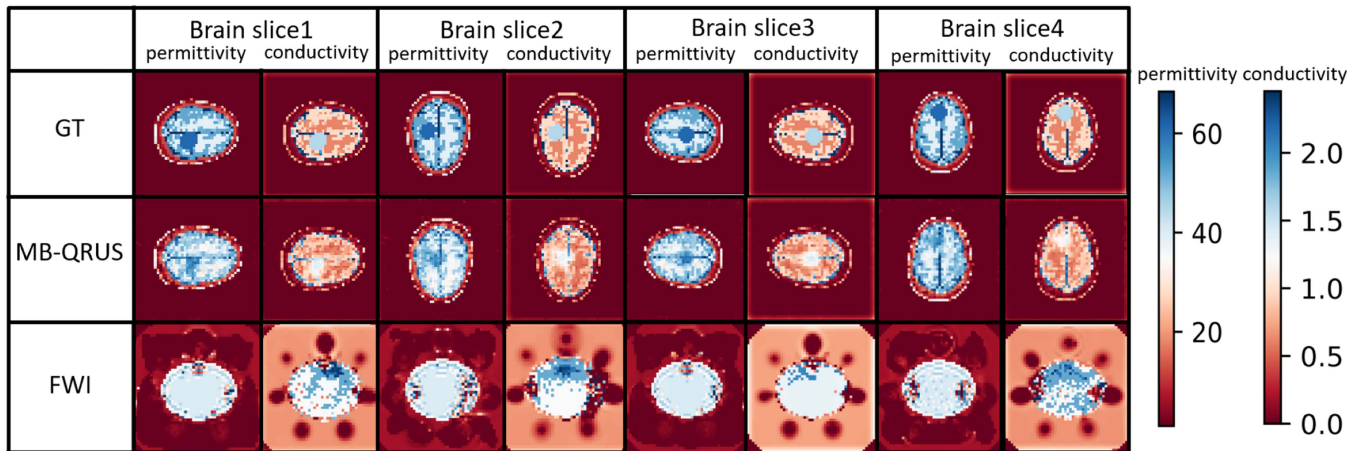 Brain slice1 Brain slice2 Brain slice3 Brain slice4
permittivity conductivity permittivity conductivity permittivity conductivity permittivity conductivity
permittivity conductivity
GT
MB-QRUS
FWI
60
40
20
2.0
1.5
1.0
0.5
0.0